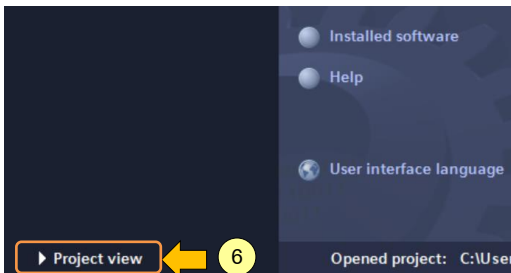 Installed software
Help
User interface language
Project view
6
Opened project: C:\User